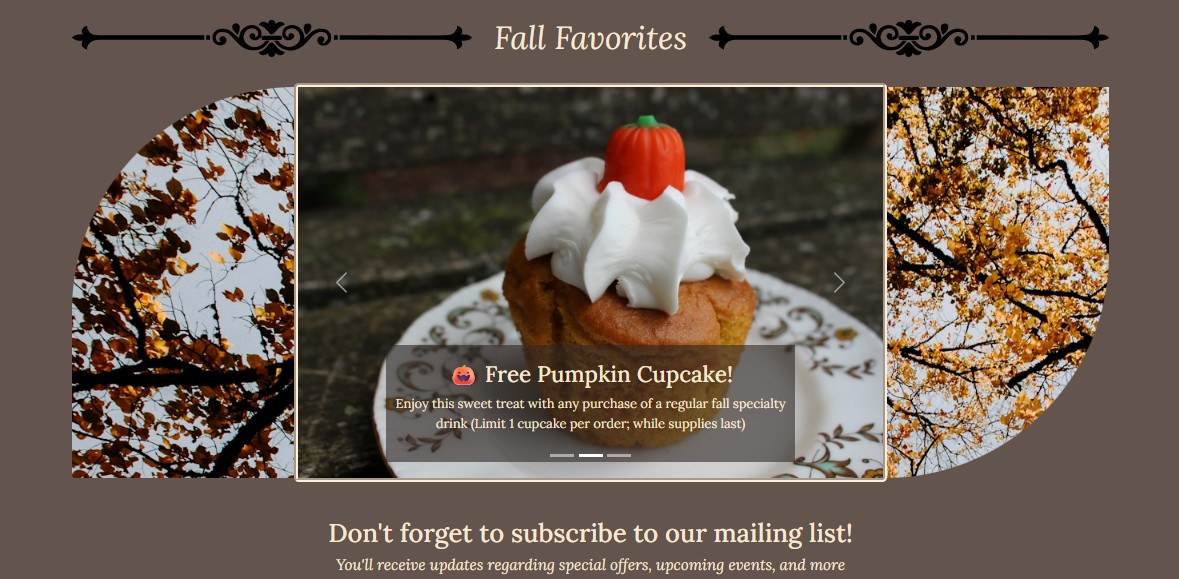 Fall Favorites
🎃 Free Pumpkin Cupcake!
Enjoy this sweet treat with any purchase of a regular fall specialty
drink (Limit 1 cupcake per order; while supplies last)
Don't forget to subscribe to our mailing list!
You'll receive updates regarding special offers, upcoming events, and more